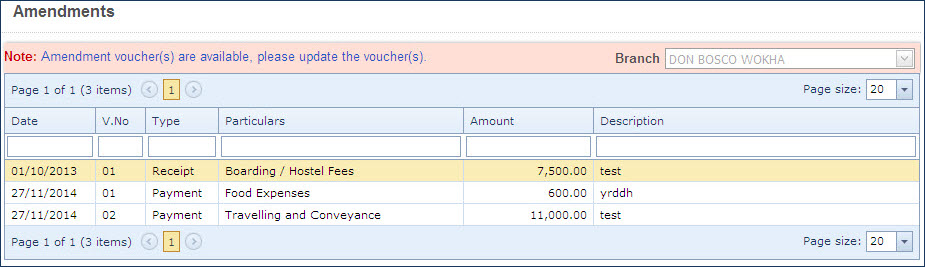 Amendments
Note: Amendment voucher(s) are available, please update the voucher(s). Branch DON BOSCO WOKHA
Page 1 of 1 (3 items) 1 Page size: 20
Date V.No Type Particulars Amount Description
01/10/2013 01 Receipt Boarding / Hostel Fees 7,500.00 test
27/11/2014 01 Payment Food Expenses 600.00 yrddh
27/11/2014 02 Payment Travelling and Conveyance 11,000.00 test
Page 1 of 1 (3 items) 1 Page size: 20